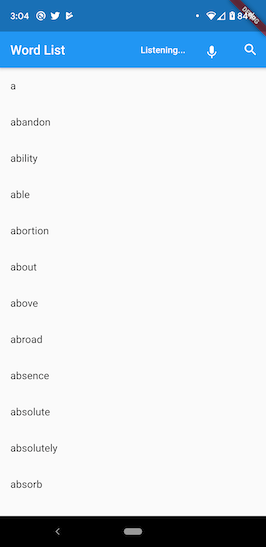 3:04 84%
DEBUG
Word List Listening...
a
abandon
ability
able
abortion
about
above
abroad
absence
absolute
absolutely
absorb